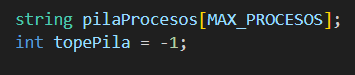 string pilaProcesos[MAX_PROCESOS];
int topePila = -1;